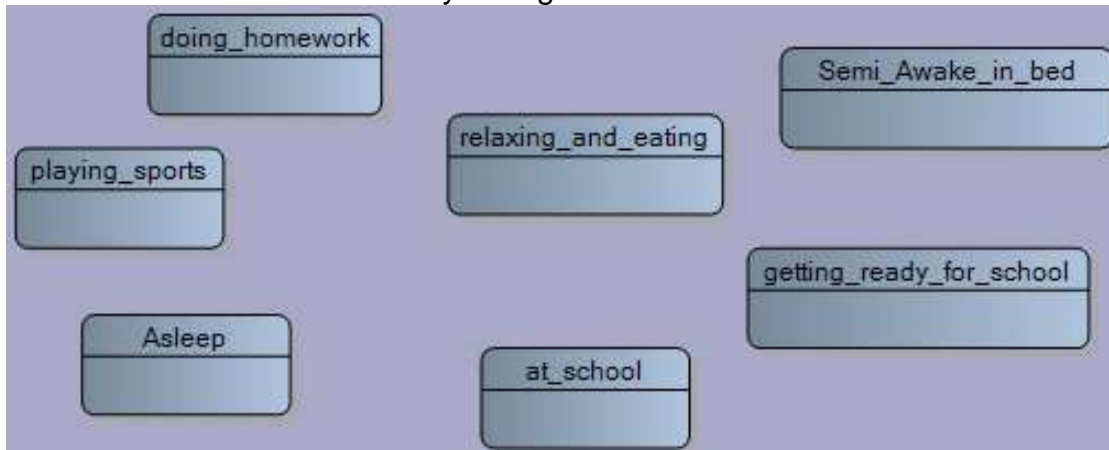 doing_homework
Semi_Awake_in_bed
relaxing_and_eating
playing_sports
getting_ready_for_school
Asleep
at_school